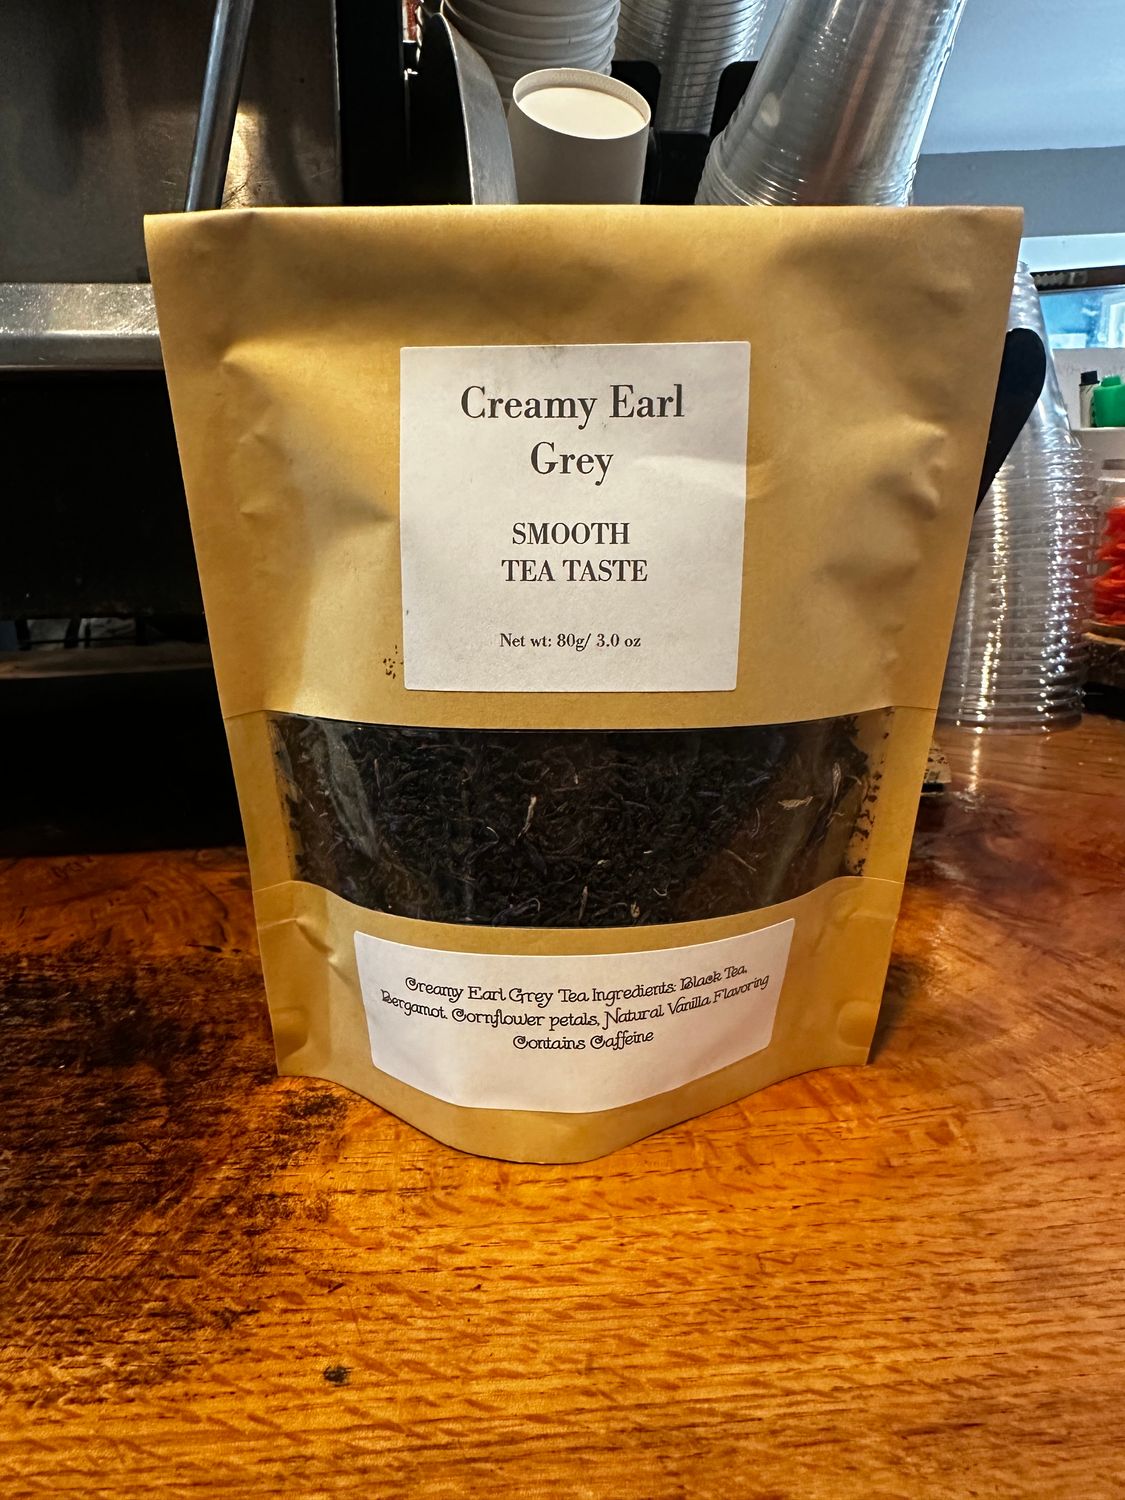 Creamy Earl
Grey
SMOOTH
TEA TASTE
Net wt: 80g/ 3.0 oz
Creamy Earl Grey Tea Ingredients: Black Tea,
Bergamot, Cornflower petals, Natural Vanilla Flavoring
Contains Caffeine